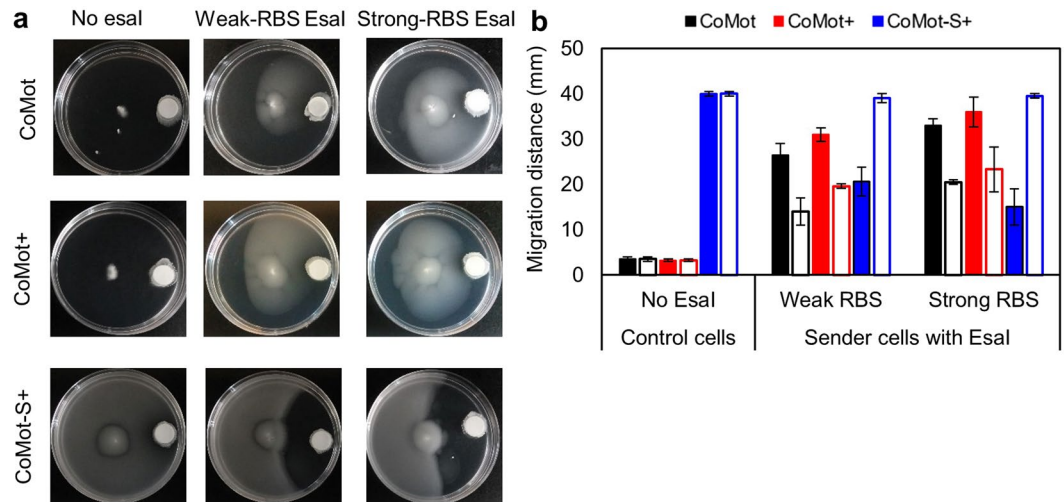 a
No esaI
Weak-RBS EsaI
Strong-RBS EsaI
CoMot
CoMot+
CoMot-S+
b
CoMot
CoMot+
CoMot-S+
Migration distance (mm)
50
40
30
20
10
0
No EsaI
Weak RBS
Strong RBS
Control cells
Sender cells with EsaI